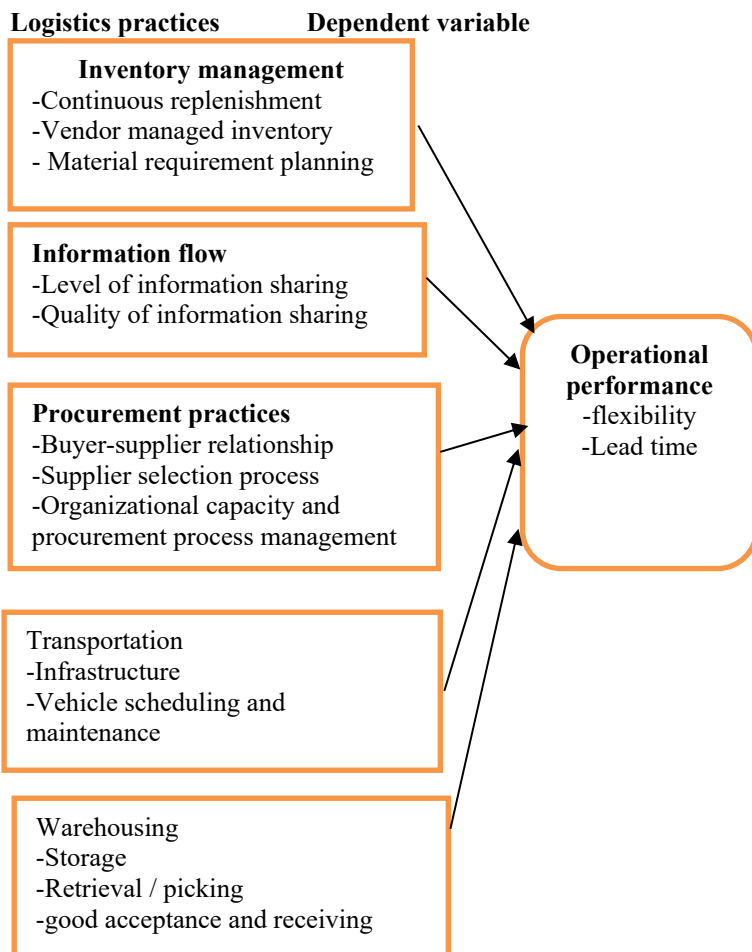 Logistics practices Dependent variable
Inventory management
-Continuous replenishment
-Vendor managed inventory
- Material requirement planning
Information flow
-Level of information sharing
-Quality of information sharing
Procurement practices
-Buyer-supplier relationship
-Supplier selection process
-Organizational capacity and
procurement process management
Transportation
-Infrastructure
-Vehicle scheduling and
maintenance
Warehousing
-Storage
-Retrieval / picking
-good acceptance and receiving
Operational
performance
-flexibility
-Lead time